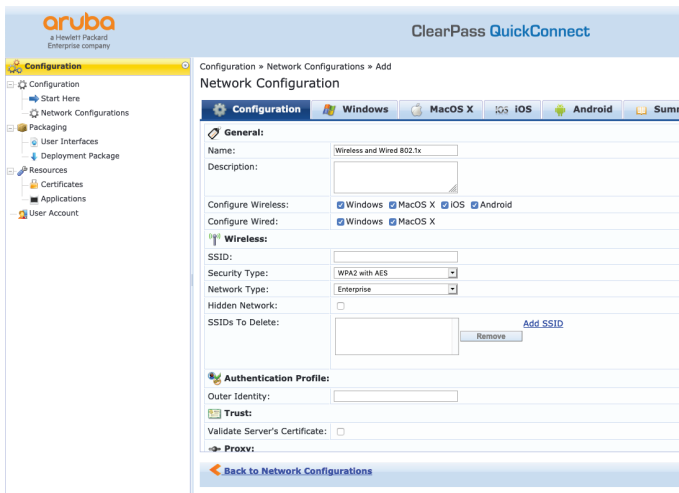 aruba
a Hewlett Packard
Enterprise company
ClearPass QuickConnect
Configuration
Configuration
Start Here
Network Configurations
Packaging
User Interfaces
Deployment Package
Resources
Certificates
Applications
User Account
Configuration » Network Configurations » Add
Network Configuration
Configuration Windows MacOS X iOS iOS Android Summ
General:
Name: Wireless and Wired 802.1x
Description:
Configure Wireless: Windows MacOS X iOS Android
Configure Wired: Windows MacOS X
Wireless:
SSID:
Security Type: WPA2 with AES
Network Type: Enterprise
Hidden Network:
SSIDs To Delete: Add SSID
Remove
Authentication Profile:
Outer Identity:
Trust:
Validate Server's Certificate:
Proxy:
Back to Network Configurations